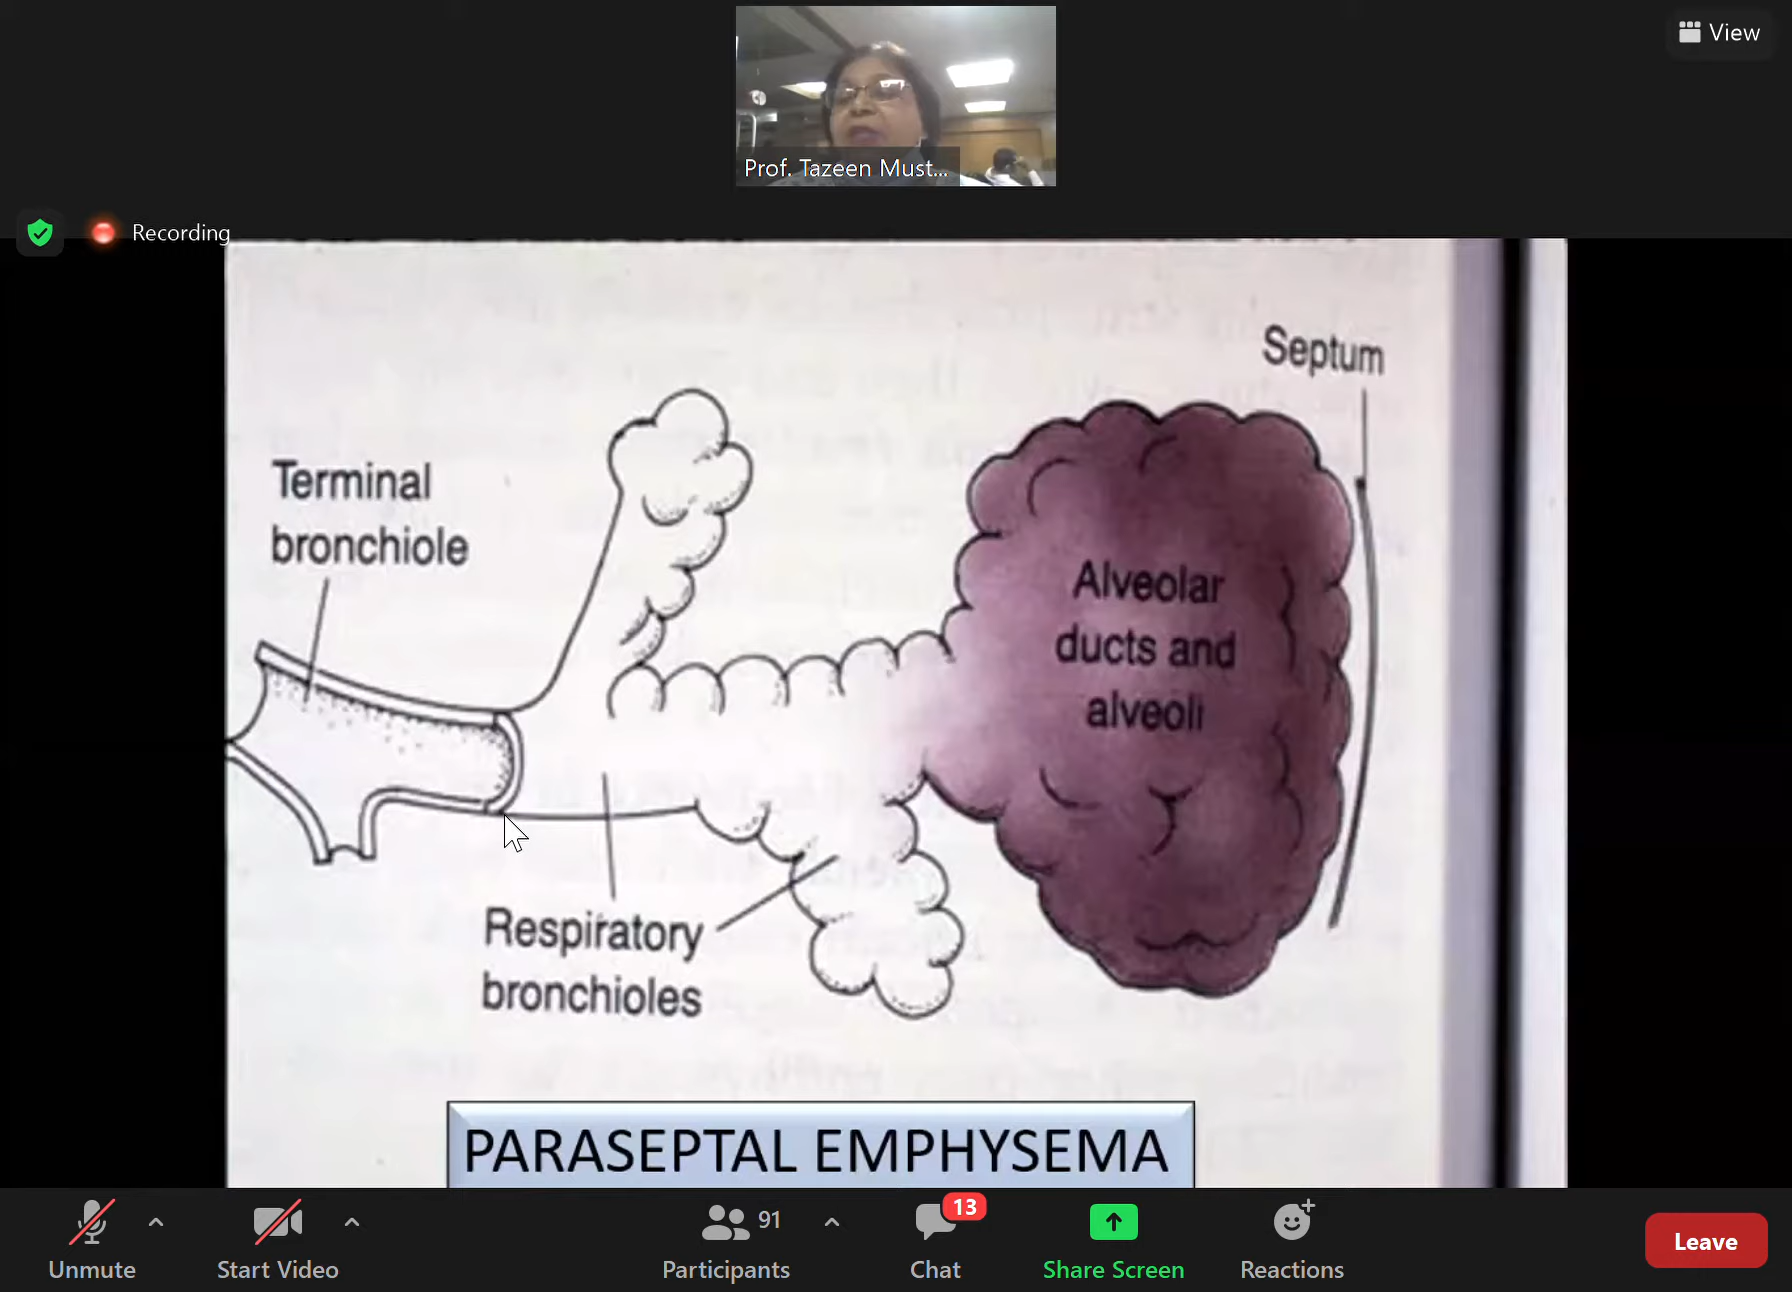 View
Prof. Tazeen Must...
Recording
Septum
Terminal
bronchiole
Alveolar
ducts and
alveoli
Respiratory
bronchioles
PARASEPTAL EMPHYSEMA
91
13
Unmute
Start Video
Participants
Chat
Share Screen
Reactions
Leave